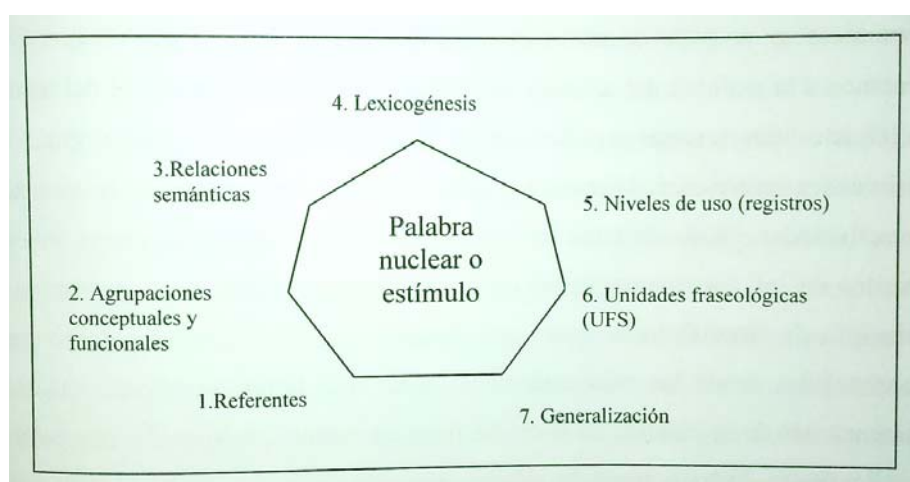 4. Lexicogénesis
3.Relaciones
semánticas
5. Niveles de uso (registros)
Palabra
nuclear o
estímulo
2. Agrupaciones
conceptuales y
funcionales
6. Unidades fraseológicas
(UFS)
1.Referentes
7. Generalización